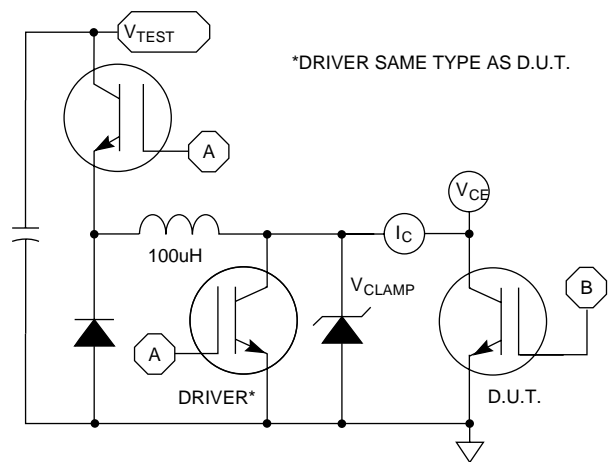 VTEST
*DRIVER SAME TYPE AS D.U.T.
A
VCE
IC
100uH
VCLAMP
B
A
DRIVER*
D.U.T.